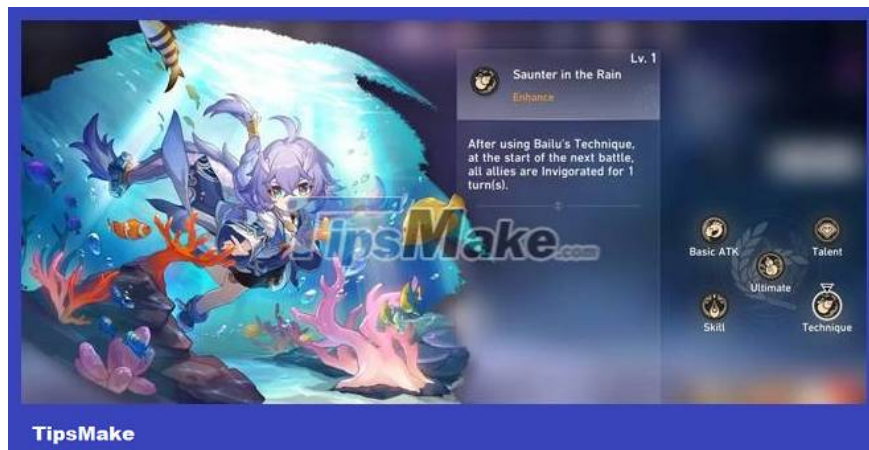 Lv. 1
Saunter in the Rain
Enhance
After using Bailu's Technique,
at the start of the next battle,
all allies are Invigorated for 1
turn(s).
TipsMake.com
Basic ATK
Talent
Ultimate
Skill
Technique
TipsMake